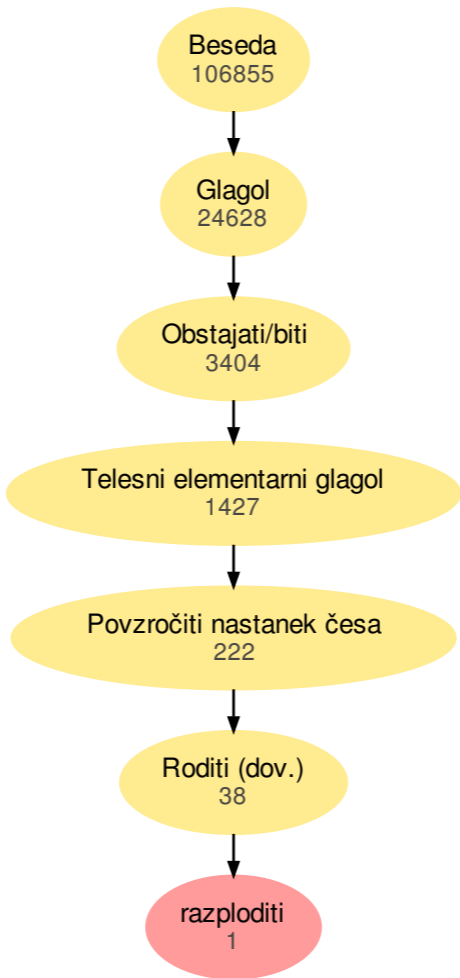 Beseda
106855
Glagol
24628
Obstajati/biti
3404
Telesni elementarni glagol
1427
Povzročiti nastanek česa
222
Roditi (dov.)
38
razploditi
1